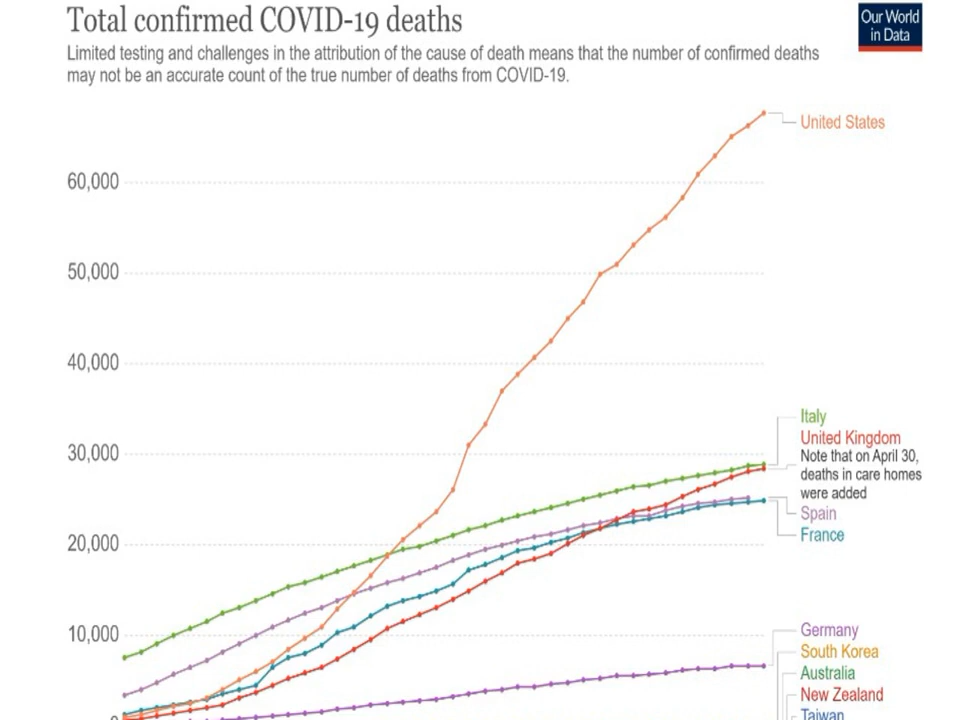 Total confirmed COVID-19 deaths
Our World
in Data
Limited testing and challenges in the attribution of the cause of death means that the number of confirmed deaths
may not be an accurate count of the true number of deaths from COVID-19.
United States
60,000
50,000
40,000
30,000
20,000
10,000
Italy
United Kingdom
Note that on April 30,
deaths in care homes
were added
Spain
France
Germany
South Korea
Australia
New Zealand
Taiwan